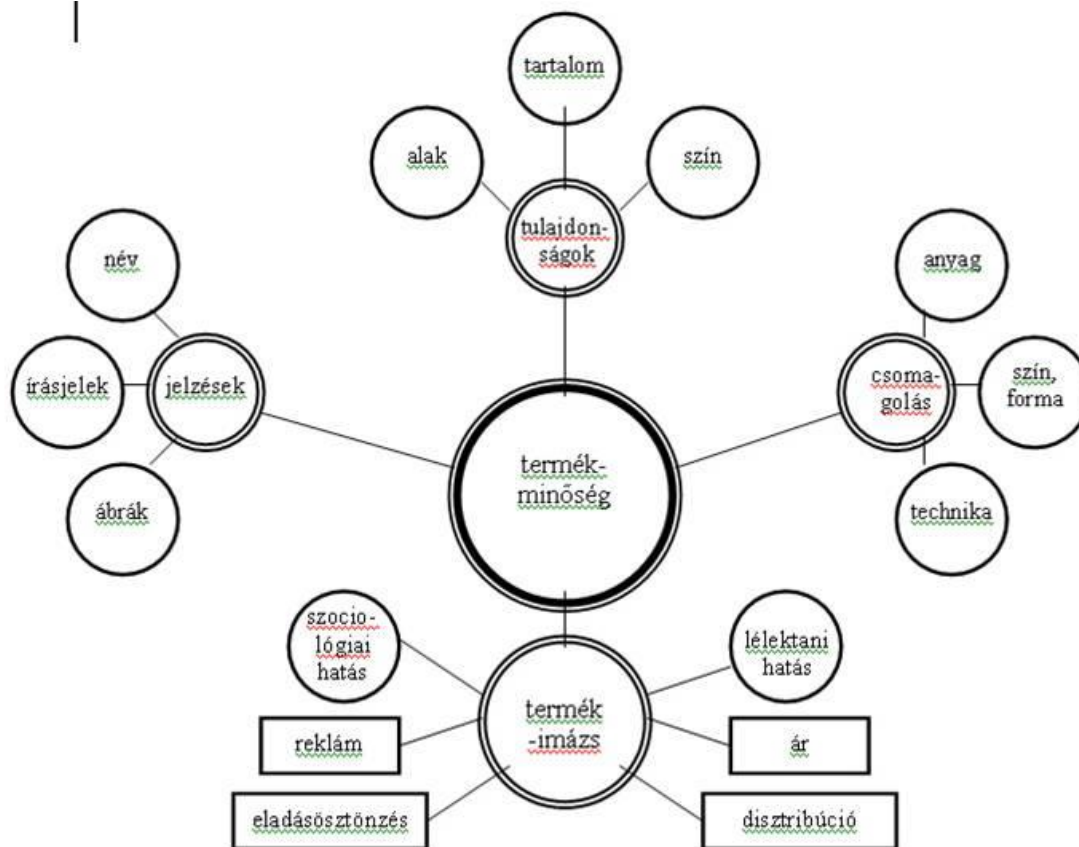 tartalom
alak
szín
tulajdon-
ságok
név
írásjelek
jelzések
ábrák
anyag
csoma-
golás
szín,
forma
technika
termék-
minőség
szocio-
lógiai
hatás
lélektani
hatás
termék
-imázs
reklám
ár
eladásösztönzés
disztribúció